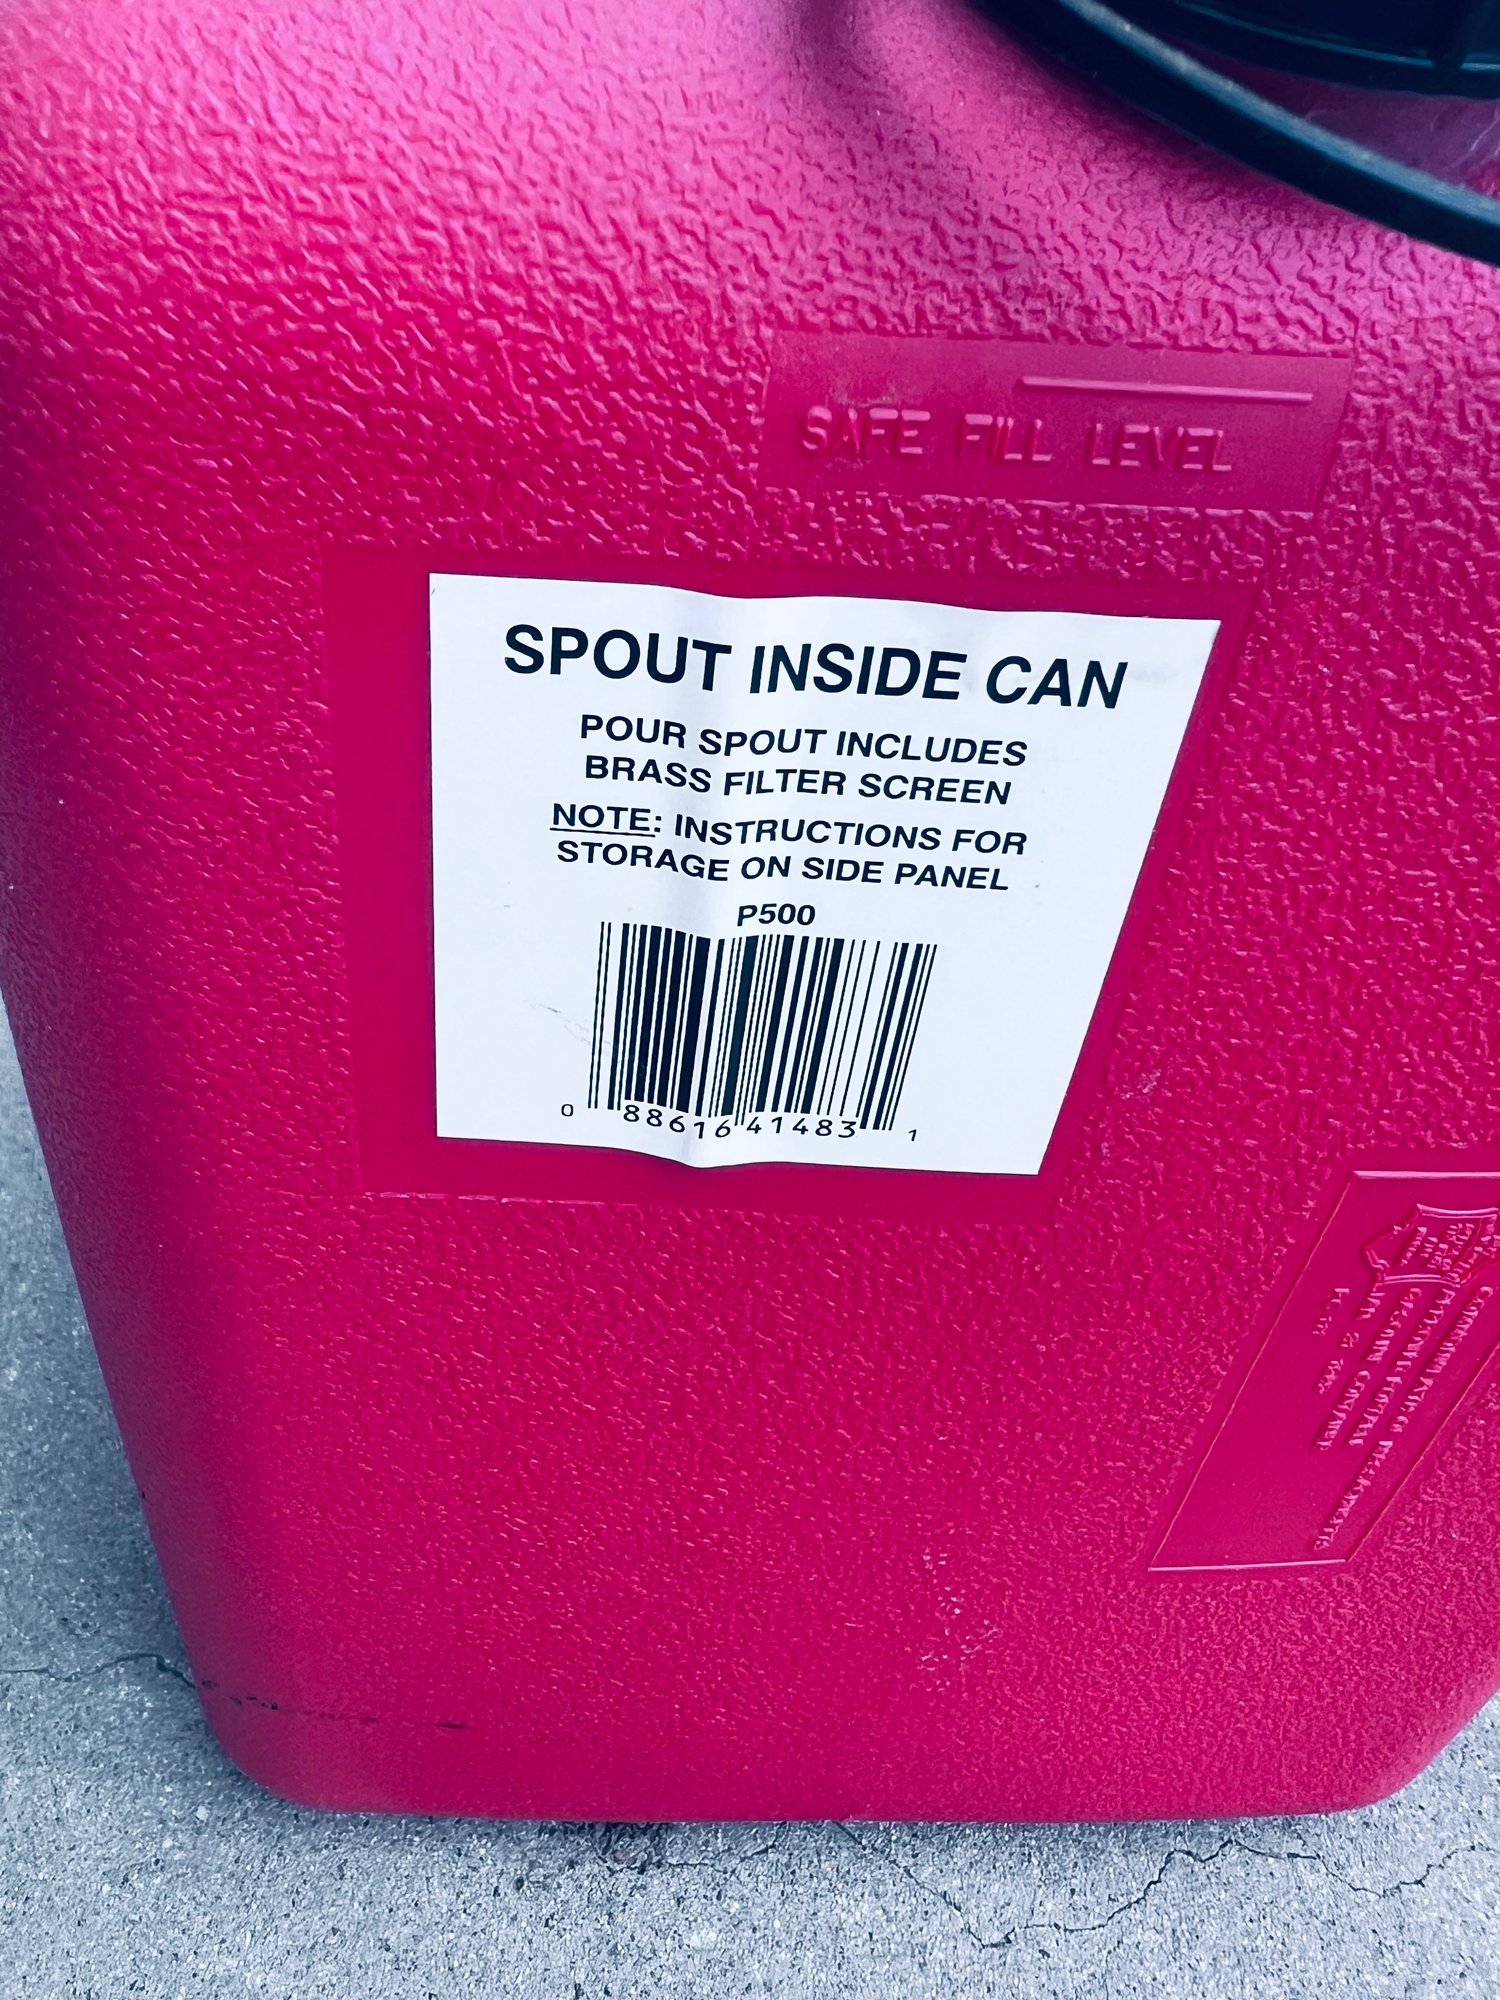 SAFE FILL LEVEL
SPOUT INSIDE CAN
POUR SPOUT INCLUDES
BRASS FILTER SCREEN
NOTE: INSTRUCTIONS FOR
STORAGE ON SIDE PANEL
P500
0 88616 41483 1